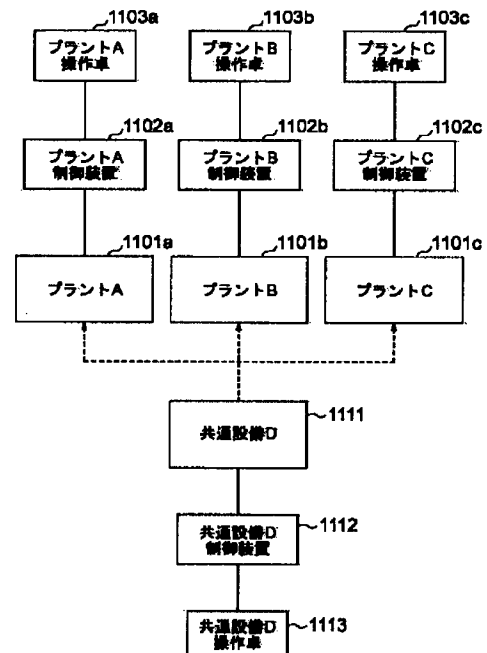 1103a
1103b
1103c
プラントA
操作卓
プラントB
操作卓
プラントC
操作卓
1102a
1102b
1102c
プラントA
制御装置
プラントB
制御装置
プラントC
制御装置
1101a
1101b
1101c
プラントA
プラントB
プラントC
共通設備D
1111
共通設備D
制御装置
1112
共通設備D
操作卓
1113